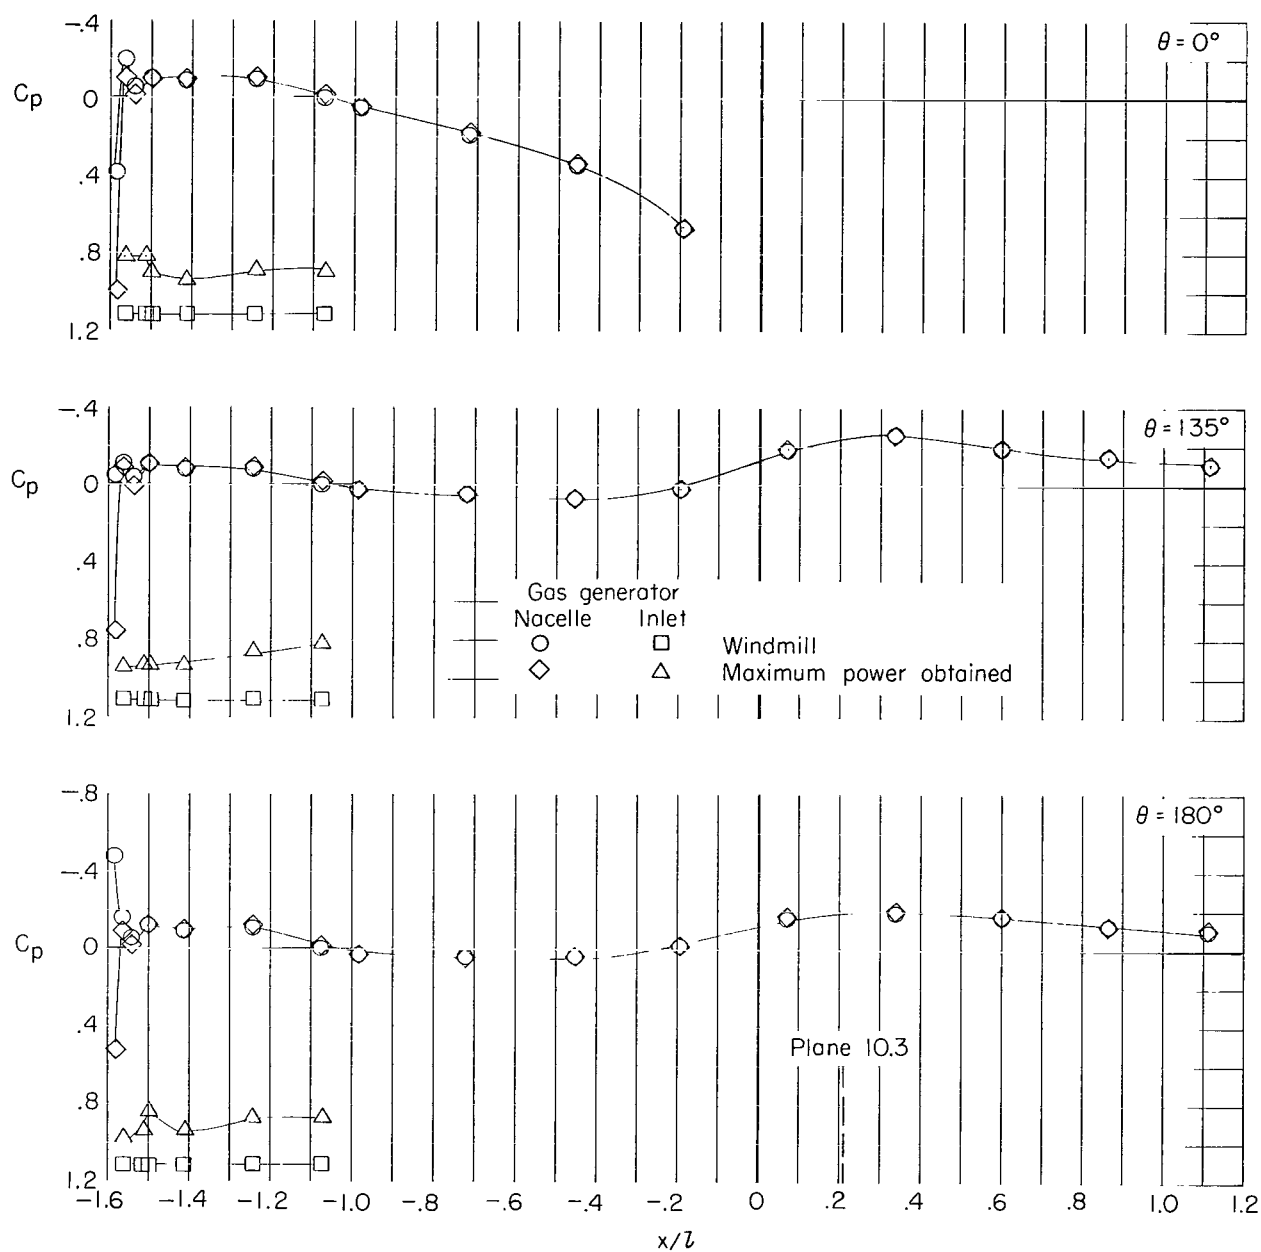 -.4
θ = 0°
Cp
0
.4
.8
1.2
-.4
θ = 135°
Cp
0
.4
Gas generator
Nacelle Inlet
.8
Windmill
Maximum power obtained
1.2
-.8
θ = 180°
-.4
Cp
0
.4
Plane 10.3
.8
1.2
-1.6 -1.4 -1.2 -1.0 -.8 -.6 -.4 -.2 0 .2 .4 .6 .8 1.0 1.2
x/l